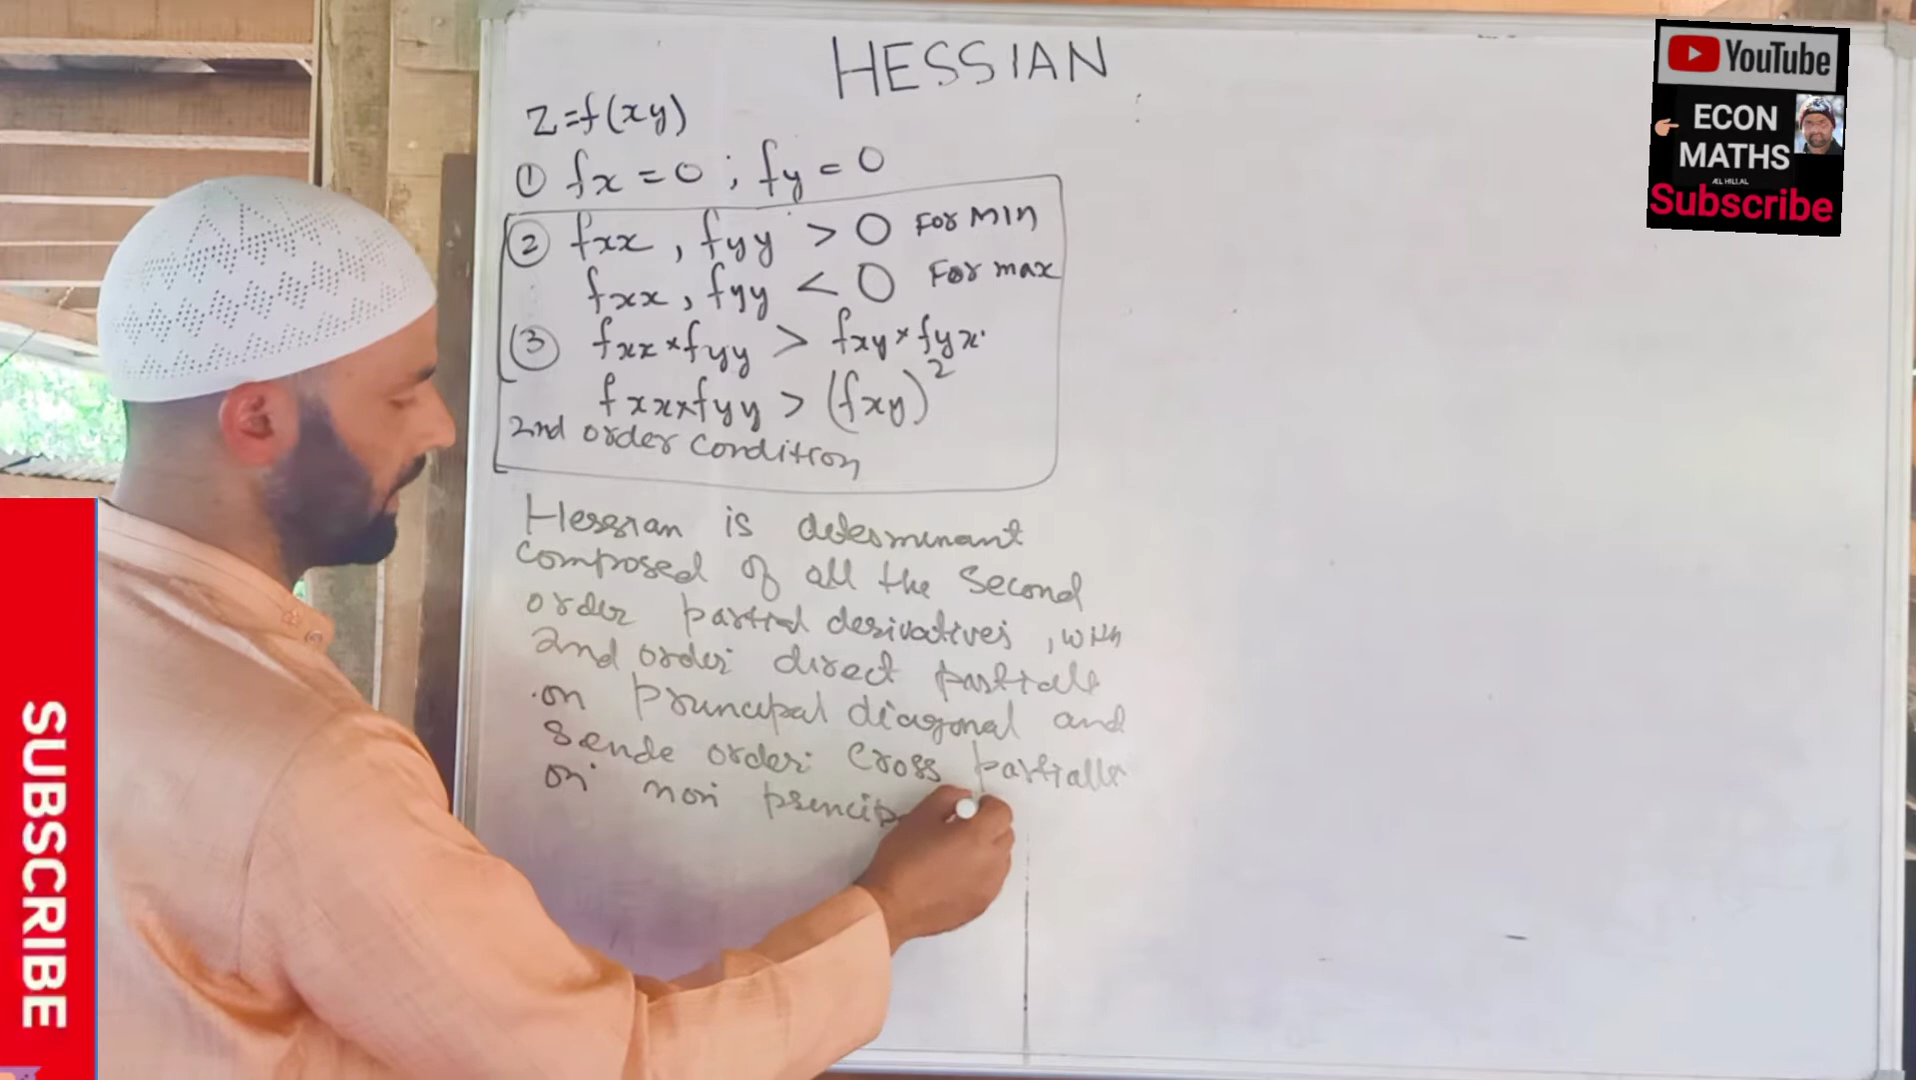 HESSIAN
Z=f(xy)
① fx = 0 ; fy = 0
② fxx , fyy > 0 For Min
fxx , fyy < 0 For max
③ fxx * fyy > fxy * fyx
fxx x fyy > (fxy)²
2nd order condition
Hessian is determinant
composed of all the second
order partial derivatives , with
2nd order direct partials
on principal diagonal and
order cross partials
on non princip
YouTube
ECON
MATHS
Subscribe
SUBSCRIBE